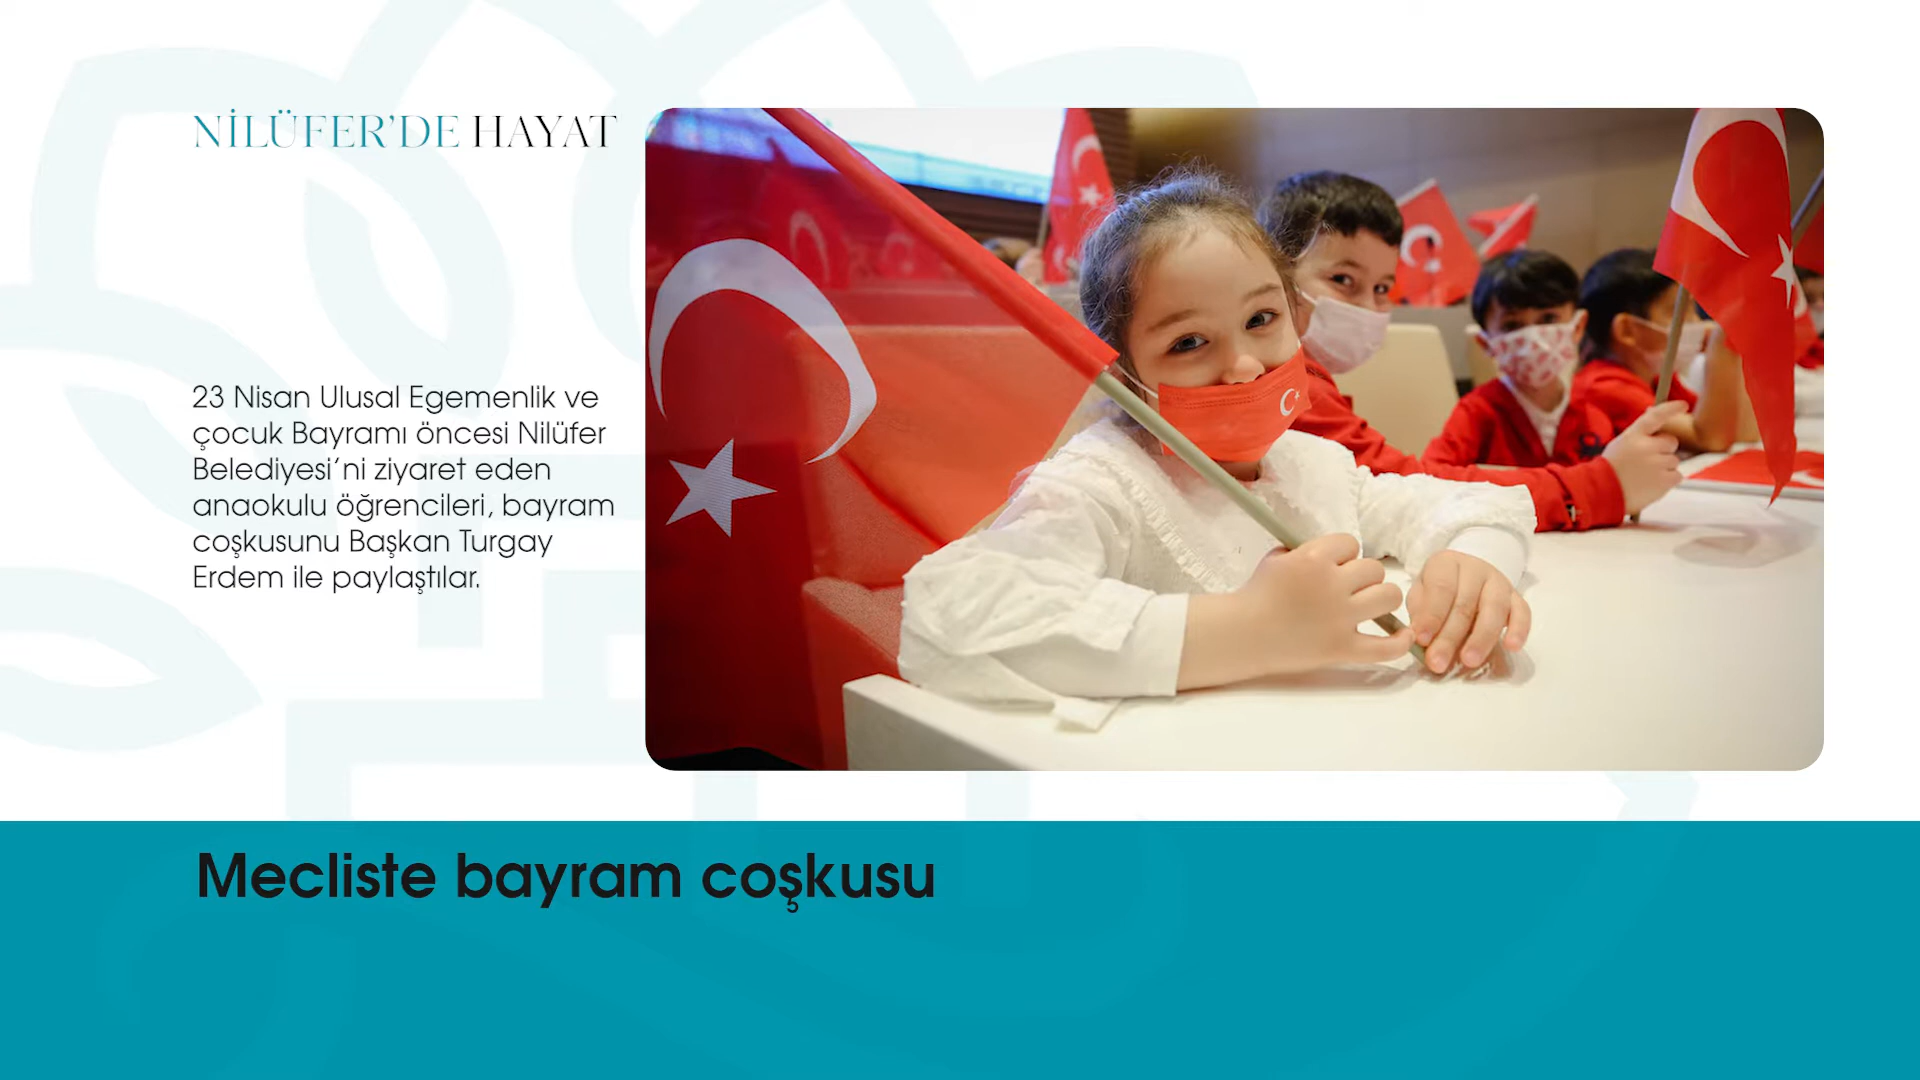 NİLÜFER’DE HAYAT
23 Nisan Ulusal Egemenlik ve
çocuk Bayramı öncesi Nilüfer
Belediyesi’ni ziyaret eden
anaokulu öğrencileri, bayram
coşkusunu Başkan Turgay
Erdem ile paylaştılar.
Mecliste bayram coşkusu